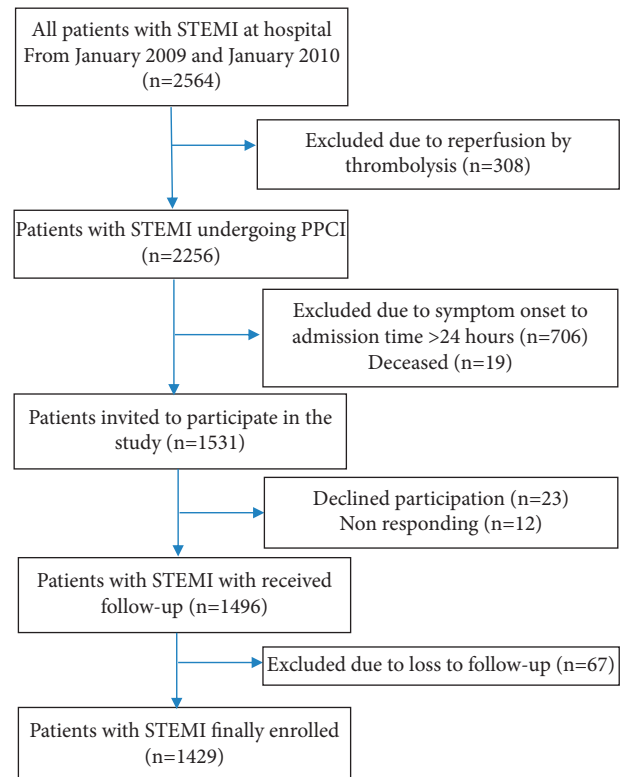 All patients with STEMI at hospital
From January 2009 and January 2010
(n=2564)
Excluded due to reperfusion by
thrombolysis (n=308)
Patients with STEMI undergoing PPCI
(n=2256)
Excluded due to symptom onset to
admission time >24 hours (n=706)
Deceased (n=19)
Patients invited to participate in the
study (n=1531)
Declined participation (n=23)
Non responding (n=12)
Patients with STEMI with received
follow-up (n=1496)
Excluded due to loss to follow-up (n=67)
Patients with STEMI finally enrolled
(n=1429)